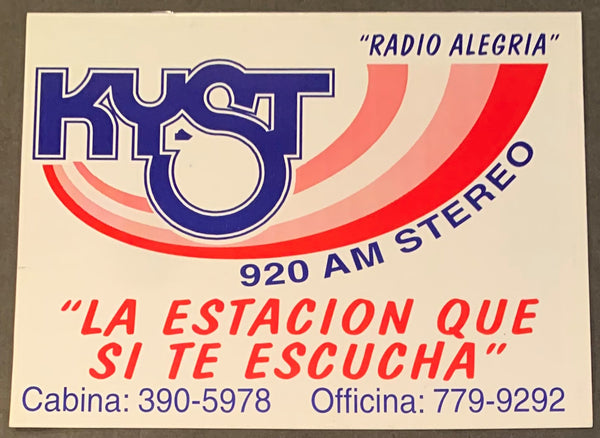 "RADIO ALEGRIA"
KYST
920 AM STEREO
"LA ESTACION QUE
SI TE ESCUCHA"
Cabina: 390-5978 Officina: 779-9292